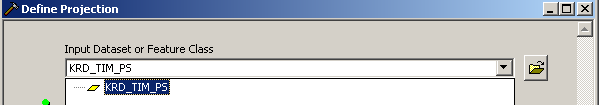 Define Projection
Input Dataset or Feature Class
KRD_TIM_PS
KRD_TIM_PS